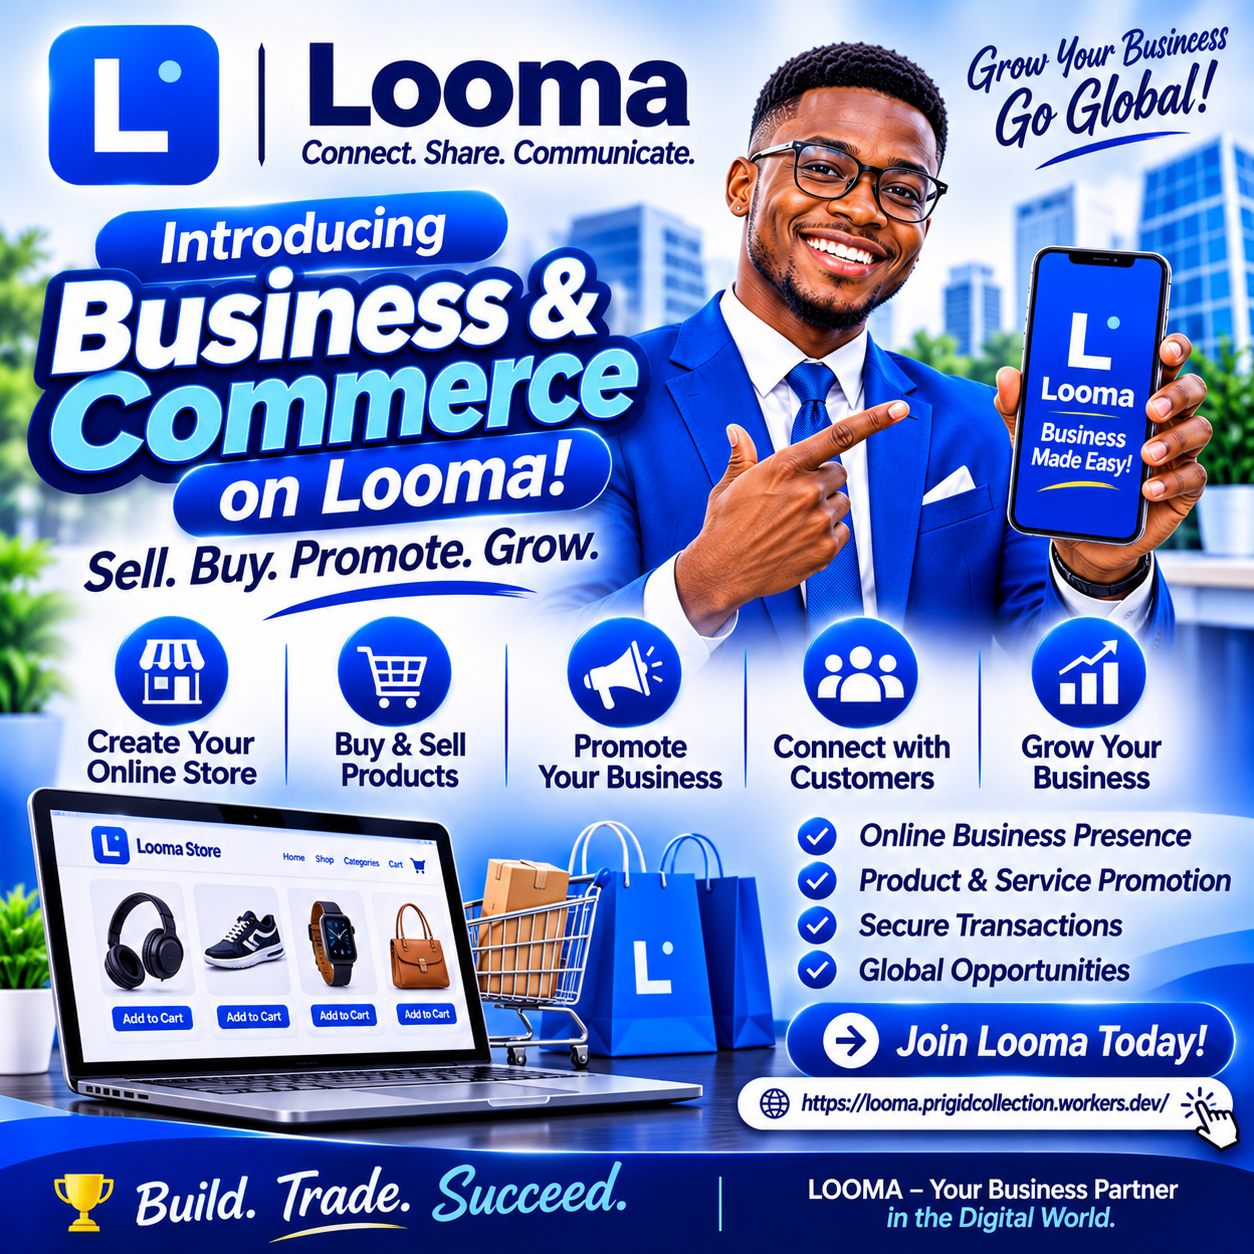 L
Looma
Connect. Share. Communicate.
Grow Your Busincess
Go Global!
Introducing
Business &
Commerce
on Looma!
Sell. Buy. Promote. Grow.
L
Looma
Business
Made Easy!
Create Your
Online Store
Buy & Sell
Products
Promote
Your Business
Connect with
Customers
Grow Your
Business
L Looma Store
Home Shop Categories Cart
Add to Cart Add to Cart Add to Cart Add to Cart
L
Online Business Presence
Product & Service Promotion
Secure Transactions
Global Opportunities
Join Looma Today!
https://looma.prigidcollection.workers.dev/
Build. Trade. Succeed.
LOOMA – Your Business Partner
in the Digital World.